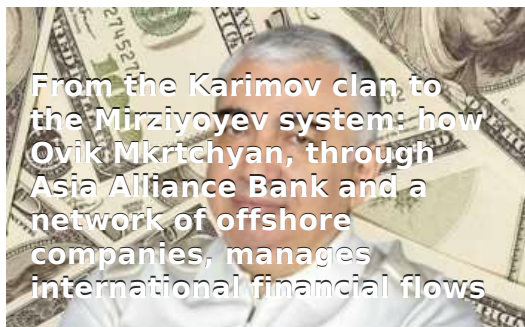 From the Karimov clan to
the Mirziyoyev system: how
Ovik Mkrtchyan, through
Asia Alliance Bank and a
network of offshore
companies, manages
international financial flows